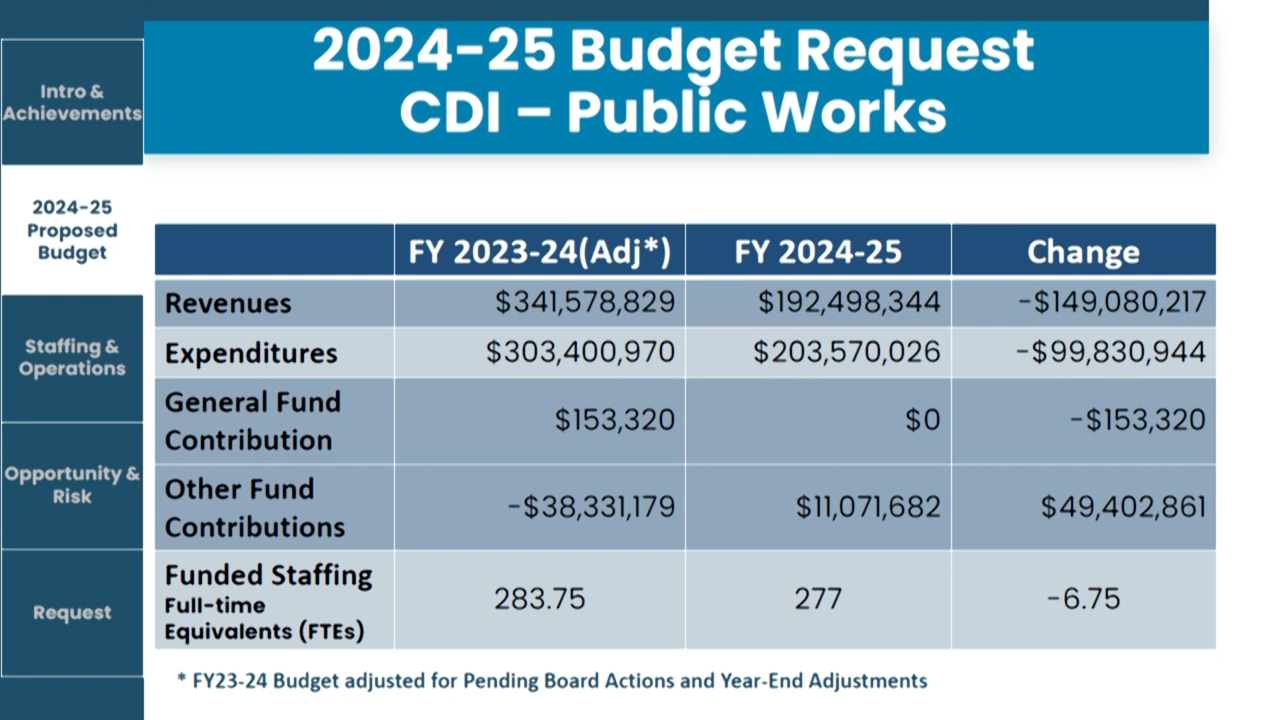 2024-25 Budget Request
CDI – Public Works
Intro &
Achievements
2024-25
Proposed
Budget
Staffing &
Operations
Opportunity &
Risk
Request
FY 2023-24(Adj*) FY 2024-25 Change
Revenues $341,578,829 $192,498,344 -$149,080,217
Expenditures $303,400,970 $203,570,026 -$99,830,944
General Fund
Contribution $153,320 $0 -$153,320
Other Fund
Contributions -$38,331,179 $11,071,682 $49,402,861
Funded Staffing
Full-time
Equivalents (FTEs) 283.75 277 -6.75
* FY23-24 Budget adjusted for Pending Board Actions and Year-End Adjustments